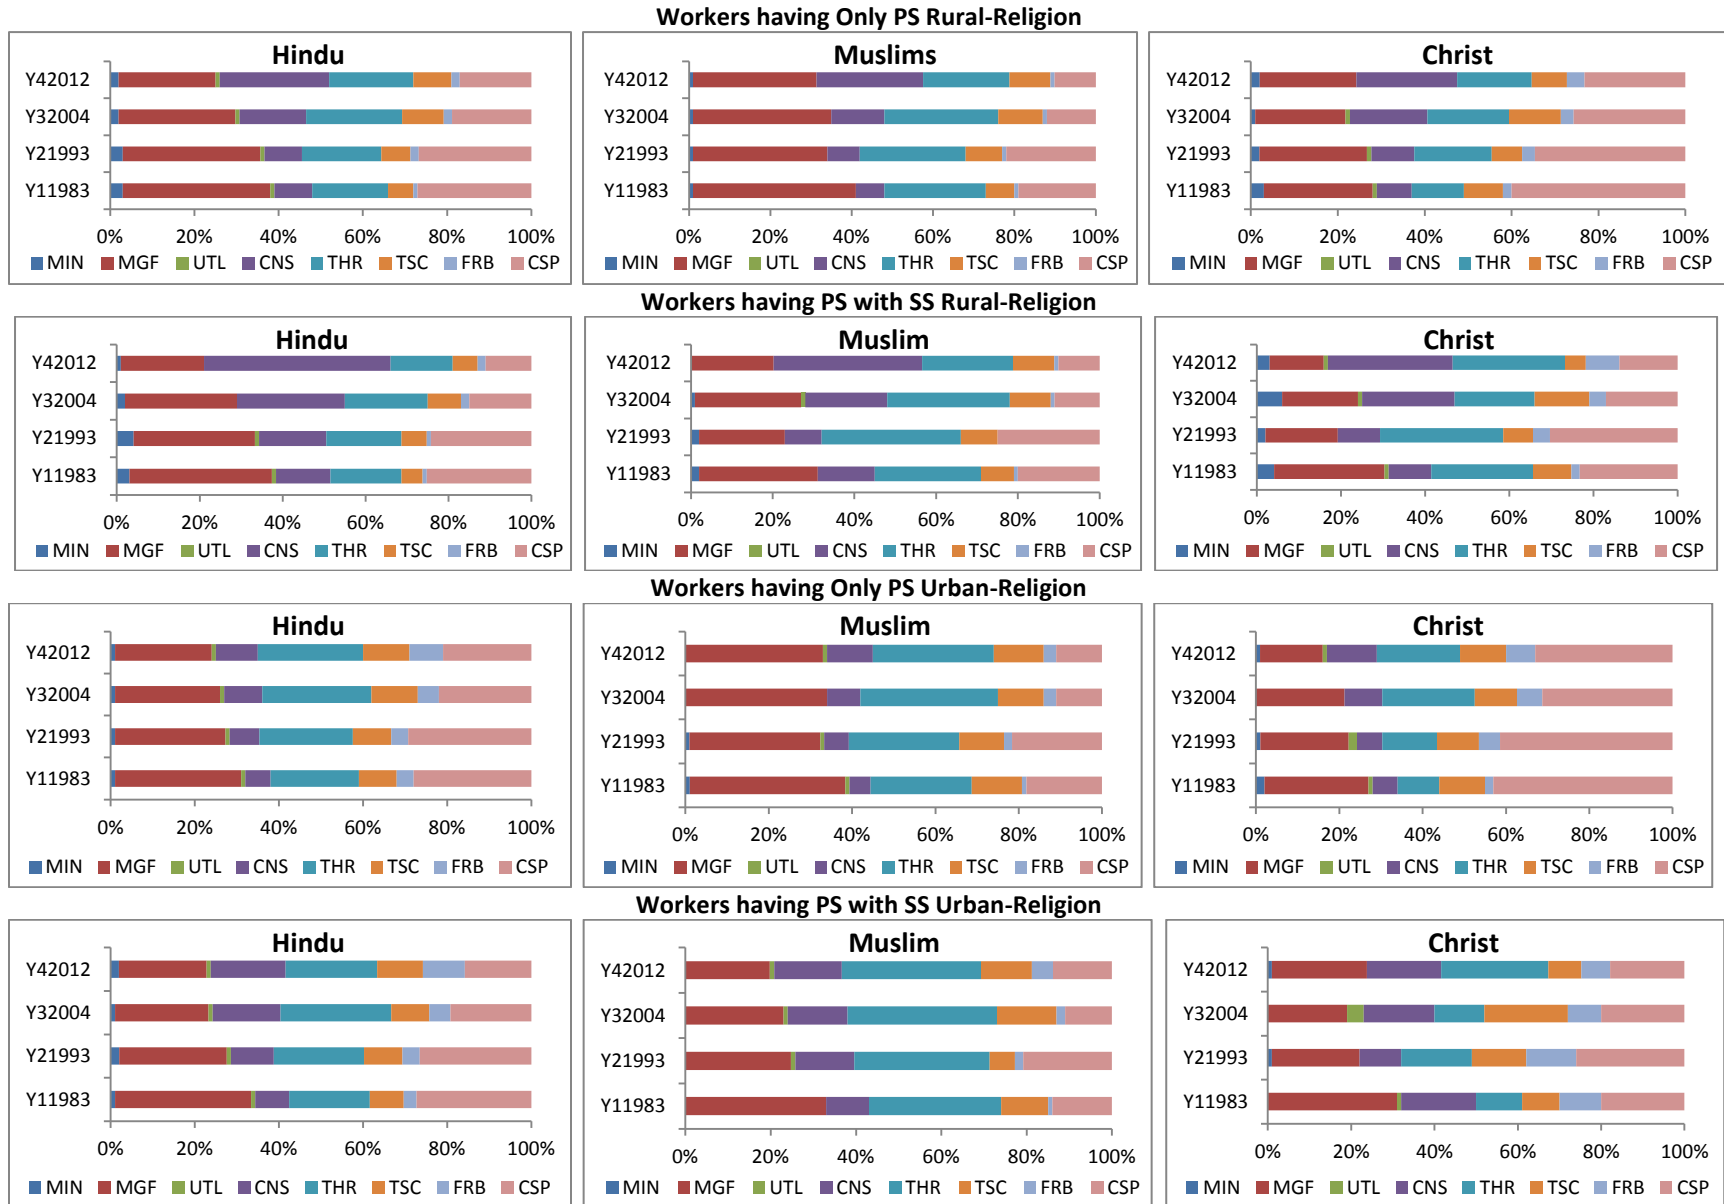 Workers having Only PS Rural-Religion
Hindu
Y42012
Y32004
Y21993
Y11983
0% 20% 40% 60% 80% 100%
MIN MGF UTL CNS THR TSC FRB CSP
Muslims
Y42012
Y32004
Y21993
Y11983
0% 20% 40% 60% 80% 100%
MIN MGF UTL CNS THR TSC FRB CSP
Christ
Y42012
Y32004
Y21993
Y11983
0% 20% 40% 60% 80% 100%
MIN MGF UTL CNS THR TSC FRB CSP
Workers having PS with SS Rural-Religion
Hindu
Y42012
Y32004
Y21993
Y11983
0% 20% 40% 60% 80% 100%
MIN MGF UTL CNS THR TSC FRB CSP
Muslim
Y42012
Y32004
Y21993
Y11983
0% 20% 40% 60% 80% 100%
MIN MGF UTL CNS THR TSC FRB CSP
Christ
Y42012
Y32004
Y21993
Y11983
0% 20% 40% 60% 80% 100%
MIN MGF UTL CNS THR TSC FRB CSP
Workers having Only PS Urban-Religion
Hindu
Y42012
Y32004
Y21993
Y11983
0% 20% 40% 60% 80% 100%
MIN MGF UTL CNS THR TSC FRB CSP
Muslim
Y42012
Y32004
Y21993
Y11983
0% 20% 40% 60% 80% 100%
MIN MGF UTL CNS THR TSC FRB CSP
Christ
Y42012
Y32004
Y21993
Y11983
0% 20% 40% 60% 80% 100%
MIN MGF UTL CNS THR TSC FRB CSP
Workers having PS with SS Urban-Religion
Hindu
Y42012
Y32004
Y21993
Y11983
0% 20% 40% 60% 80% 100%
MIN MGF UTL CNS THR TSC FRB CSP
Muslim
Y42012
Y32004
Y21993
Y11983
0% 20% 40% 60% 80% 100%
MIN MGF UTL CNS THR TSC FRB CSP
Christ
Y42012
Y32004
Y21993
Y11983
0% 20% 40% 60% 80% 100%
MIN MGF UTL CNS THR TSC FRB CSP